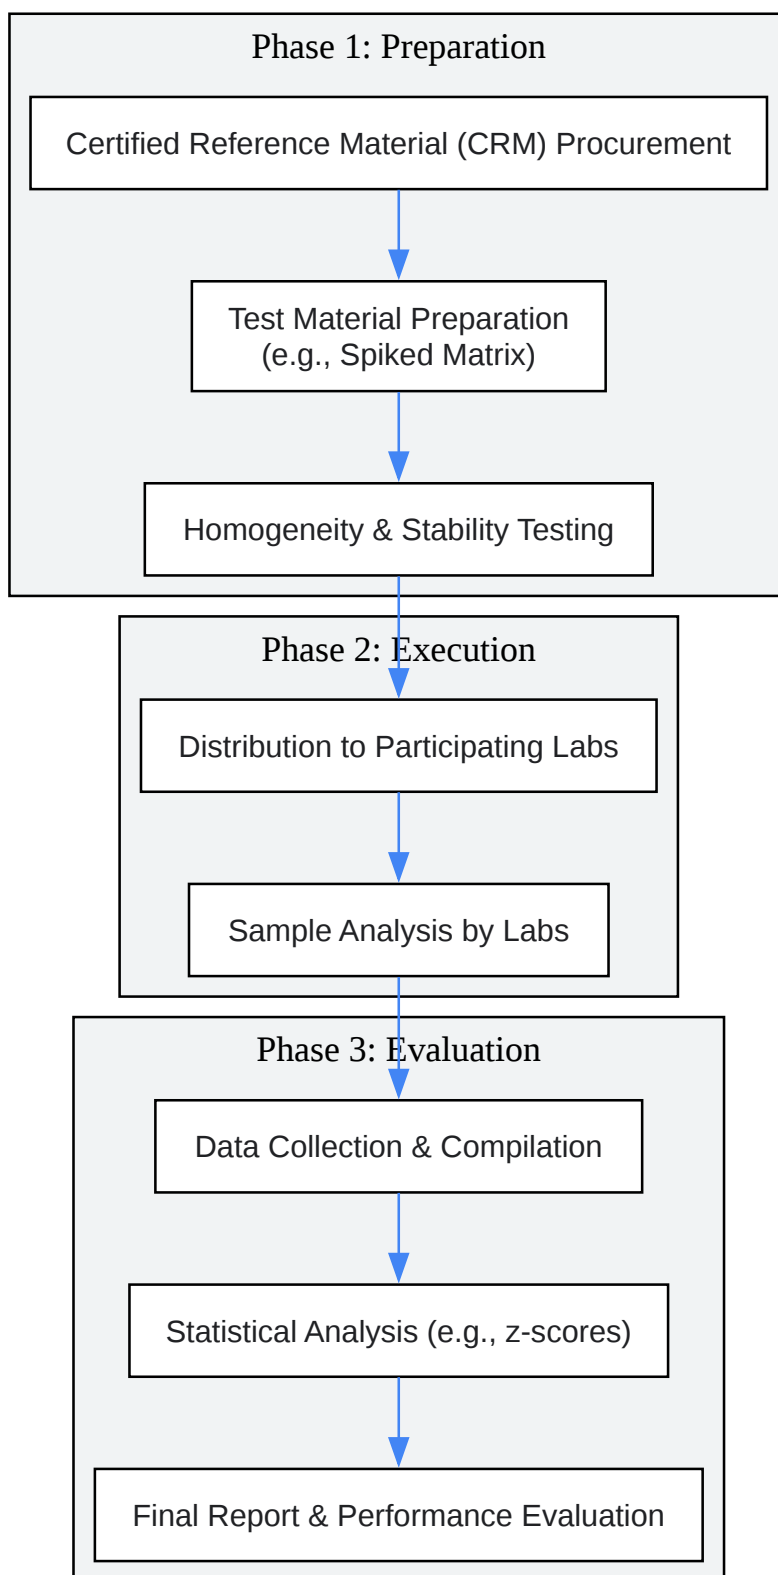 Phase 1: Preparation
Certified Reference Material (CRM) Procurement
Test Material Preparation
(e.g., Spiked Matrix)
Homogeneity & Stability Testing
Phase 2: Execution
Distribution to Participating Labs
Sample Analysis by Labs
Phase 3: Evaluation
Data Collection & Compilation
Statistical Analysis (e.g., z-scores)
Final Report & Performance Evaluation